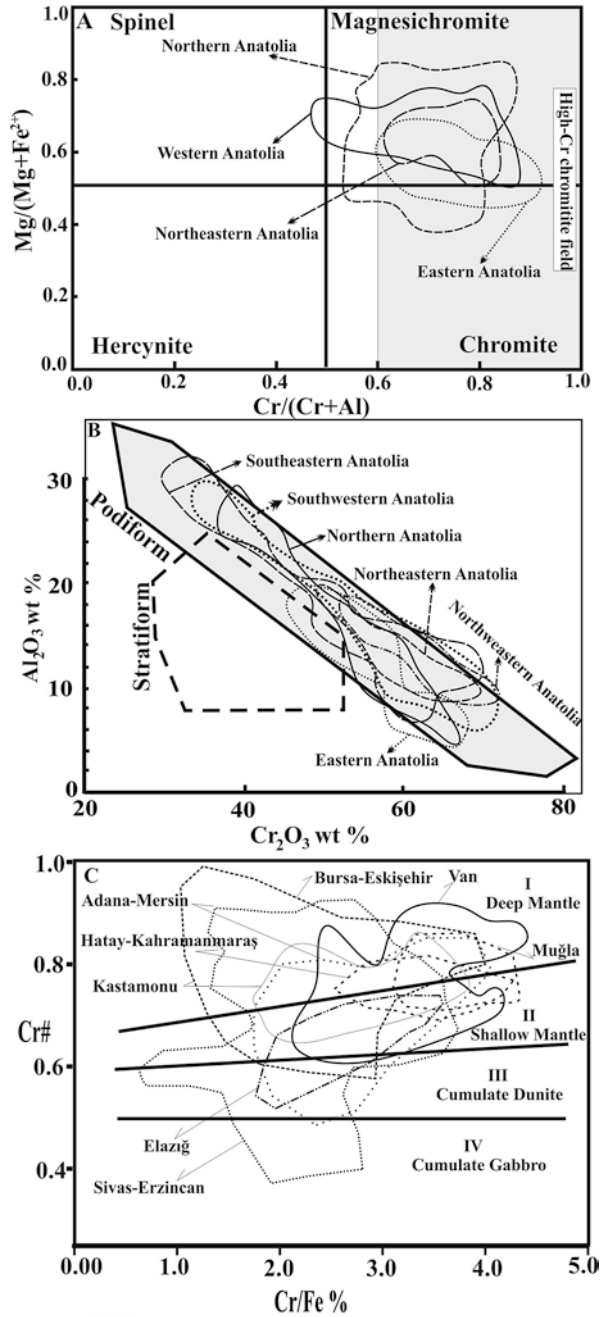 A Spinel Magnesichromite
Northern Anatolia
Western Anatolia
Northeastern Anatolia
Eastern Anatolia
High-Cr chromitite field
Hercynite Chromite
Mg/(Mg+Fe²⁺)
1.0
0.8
0.6
0.4
0.2
0.0
0.0 0.2 0.4 0.6 0.8 1.0
Cr/(Cr+Al)
B
Southeastern Anatolia
Southwestern Anatolia
Northern Anatolia
Northeastern Anatolia
Northwestern Anatolia
Eastern Anatolia
Podiform
Stratiform
Al₂O₃ wt %
30
20
10
0
20 40 60 80
Cr₂O₃ wt %
C
Bursa-Eskişehir
Van
Adana-Mersin
Hatay-Kahramanmaraş
Kastamonu
Muğla
I
Deep Mantle
II
Shallow Mantle
III
Cumulate Dunite
IV
Cumulate Gabbro
Elazığ
Sivas-Erzincan
Cr#
1.0
0.8
0.6
0.4
0.00 1.0 2.0 3.0 4.0 5.0
Cr/Fe %